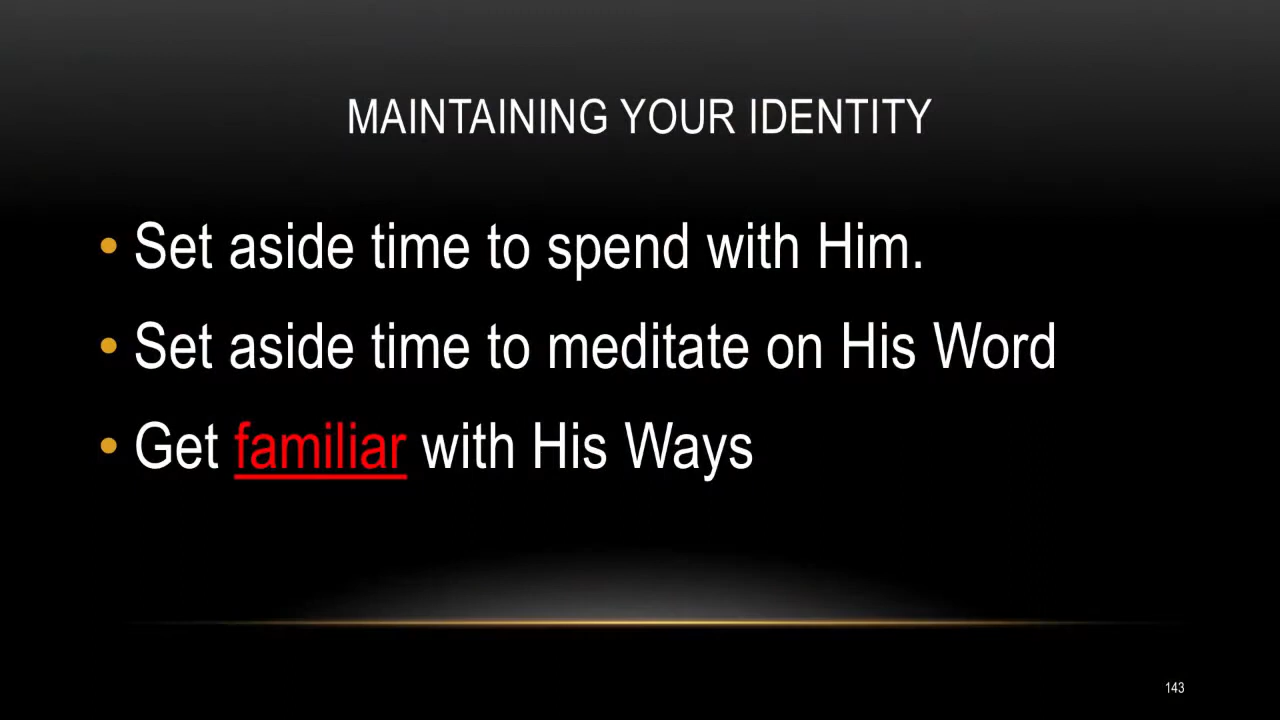 MAINTAINING YOUR IDENTITY
• Set aside time to spend with Him.
• Set aside time to meditate on His Word
• Get familiar with His Ways
143